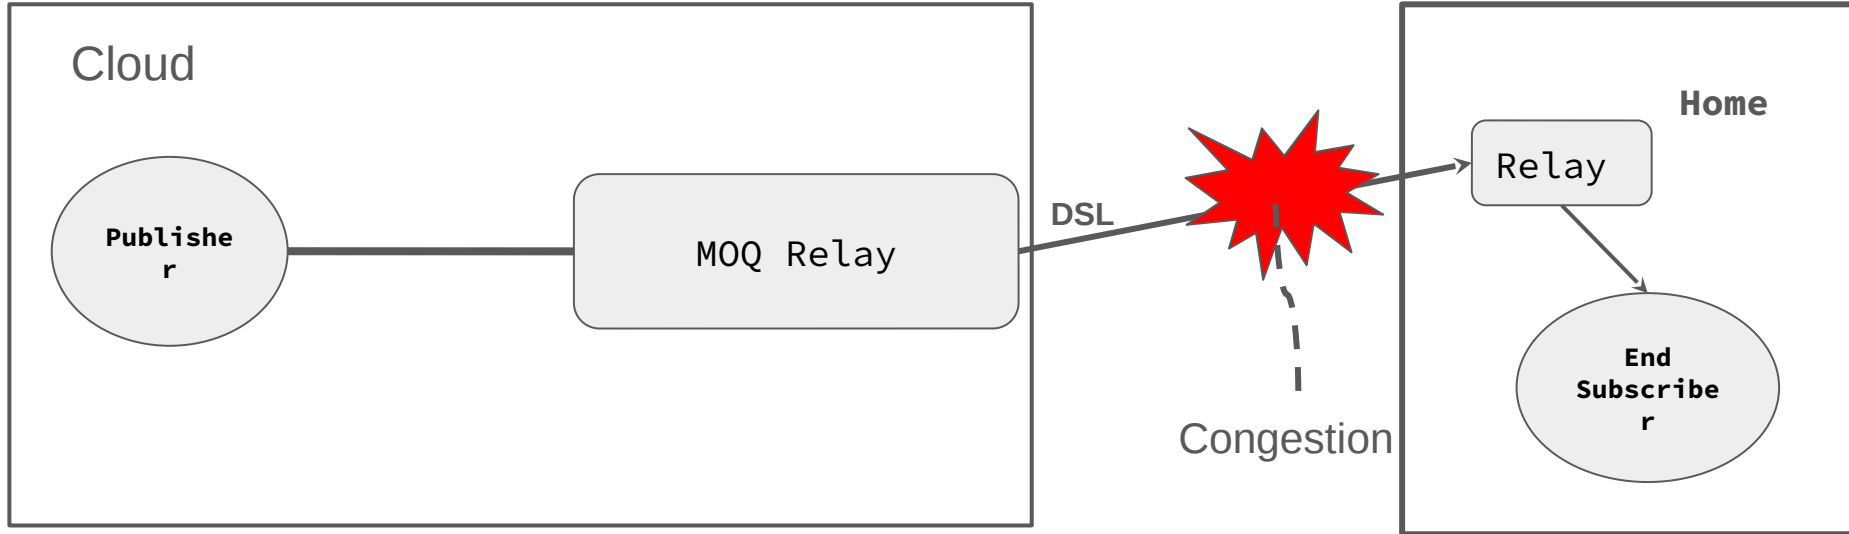 Cloud
Publishe
r
MOQ Relay
DSL
Congestion
Home
Relay
End
Subscribe
r